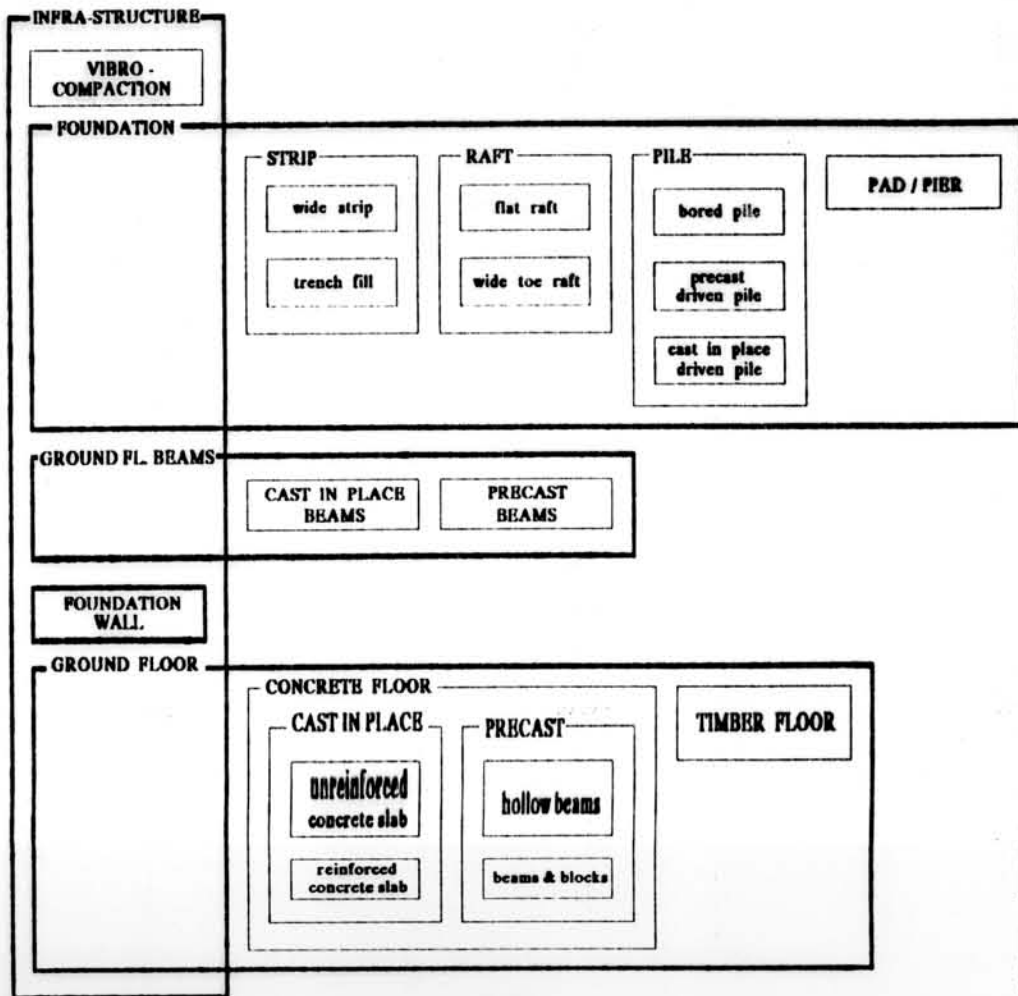 INFRA-STRUCTURE
VIBRO -
COMPACTION
FOUNDATION
STRIP
wide strip
trench fill
RAFT
flat raft
wide toe raft
PILE
bored pile
precast
driven pile
cast in place
driven pile
PAD / PIER
GROUND FL. BEAMS
CAST IN PLACE
BEAMS
PRECAST
BEAMS
FOUNDATION
WALL
GROUND FLOOR
CONCRETE FLOOR
CAST IN PLACE
unreinforced
concrete slab
reinforced
concrete slab
PRECAST
hollow beams
beams & blocks
TIMBER FLOOR